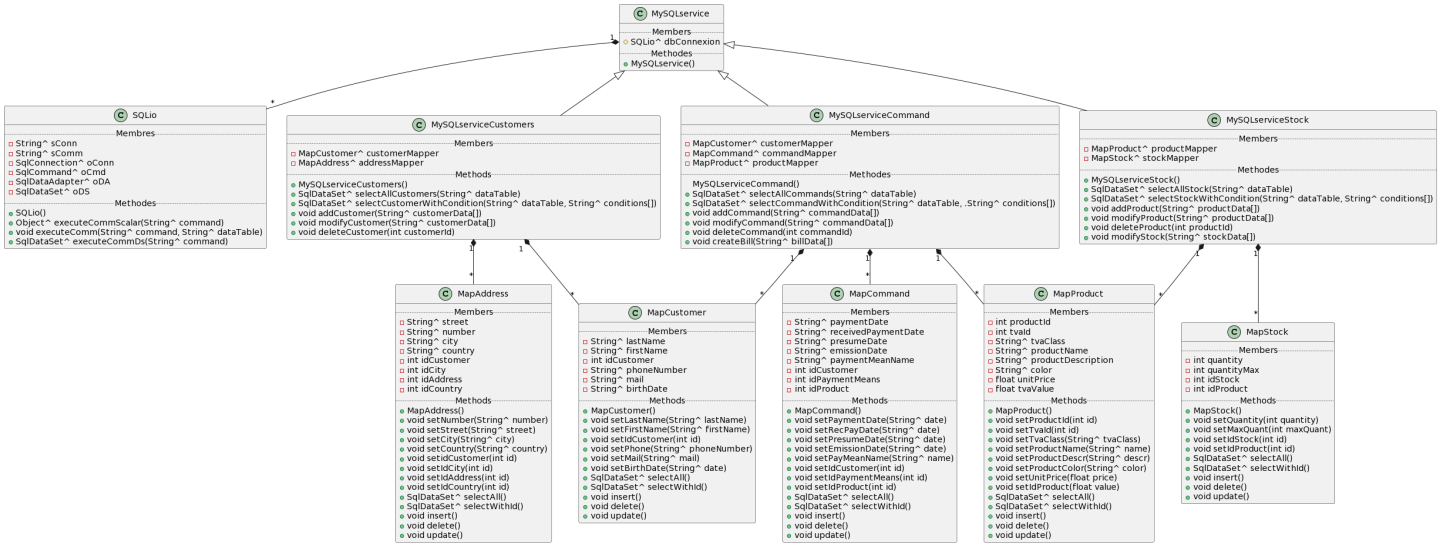 C MySQLservice
Members
SQLio^ dbConnexion
Methodes
MySQLservice()
1
*
C SQLio
Membres
String^ sConn
String^ sComm
SqlConnection^ oConn
SqlCommand^ oCmd
SqlDataAdapter^ oDA
SqlDataSet^ oDS
Methodes
SQLio()
Object^ executeCommScalar(String^ command)
void executeComn(String^ command, String^ dataTable)
SqlDataSet^ executeCommDs(String^ command)
C MySQLserviceCustomers
Members
MapCustomer^ customerMapper
MapAddress^ addressMapper
Methods
MySQLserviceCustomers()
SqlDataSet^ selectAllCustomers(String^ dataTable)
SqlDataSet^ selectCustomerWithCondition(String^ dataTable, String^ conditions[])
void addCustomer(String^ customerData[])
void modifyCustomer(String^ customerData[])
void deleteCustomer(int customerId)
C MySQLserviceCommand
Members
MapCustomer^ customerMapper
MapCommand^ commandMapper
MapProduct^ productMapper
Methods
MySQLserviceCommand()
SqlDataSet^ selectAllCommands(String^ dataTable)
SqlDataSet^ selectCommandWithCondition(String^ dataTable, .String^ conditions[])
void addCommand(String^ commandData[])
void modifyCommand(String^ commandData[])
void deleteCommand(int commandId)
void createBill(String^ billData[])
C MySQLserviceStock
Members
MapProduct^ productMapper
MapStock^ stockMapper
Methods
MySQLserviceStock()
SqlDataSet^ selectAllStock(String^ dataTable)
SqlDataSet^ selectStockWithCondition(String^ dataTable, String^ conditions[])
void addProduct(String^ productData[])
void modifyProduct(String^ productData[])
void deleteProduct(int productId)
void modifyStock(String^ stockData[])
1 1 1 1 1 1 1
* * * * * * *
C MapAddress
Members
String^ street
String^ number
String^ city
String^ country
int idCustomer
int idCity
int idAddress
int idCountry
Methods
MapAddress()
void setNumber(String^ number)
void setStreet(String^ street)
void setCity(String^ city)
void setCountry(String^ country)
void setidCustomer(int id)
void setIdCity(int id)
void setIdAddress(int id)
void setIdCountry(int id)
SqlDataSet^ selectAll()
SqlDataSet^ selectWithId()
void insert()
void delete()
void update()
C MapCustomer
Members
String^ lastName
String^ firstName
int idCustomer
String^ phoneNumber
String^ mail
String^ birthDate
Methods
MapCustomer()
void setLastName(String^ lastName)
void setFirstName(String^ firstName)
void setIdCustomer(int id)
void setPhone(String^ phoneNumber)
void setMail(String^ mail)
void setBirthDate(String^ date)
SqlDataSet^ selectAll()
SqlDataSet^ selectWithId()
void insert()
void delete()
void update()
C MapCommand
Members
String^ paymentDate
String^ receivedPaymentDate
String^ presumeDate
String^ emissionDate
String^ paymentMeanName
int idCustomer
int idPaymentMeans
int idProduct
Methods
MapCommand()
void setPaymentDate(String^ date)
void setRecPayDate(String^ date)
void setPresumeDate(String^ date)
void setEmissionDate(String^ date)
void setPayMeanName(String^ name)
void setIdCustomer(int id)
void setIdPaymentMeans(int id)
void setIdProduct(int id)
SqlDataSet^ selectAll()
SqlDataSet^ selectWithId()
void insert()
void delete()
void update()
C MapProduct
Members
int productId
int tvaId
String^ tvaClass
String^ productName
String^ productDescription
String^ color
float unitPrice
float tvaValue
Methods
MapProduct()
void setProductId(int id)
void setTvaId(int id)
void setTvaClass(String^ tvaClass)
void setProductName(String^ name)
void setProductDescr(String^ descr)
void setProductColor(String^ color)
void setUnitPrice(float price)
void setIdProduct(float value)
SqlDataSet^ selectAll()
SqlDataSet^ selectWithId()
void insert()
void delete()
void update()
C MapStock
Members
int quantity
int quantityMax
int idStock
int idProduct
Methods
MapStock()
void setQuantity(int quantity)
void setMaxQuant(int maxQuant)
void setIdStock(int id)
void setIdProduct(int id)
SqlDataSet^ selectAll()
SqlDataSet^ selectWithId()
void insert()
void delete()
void update()